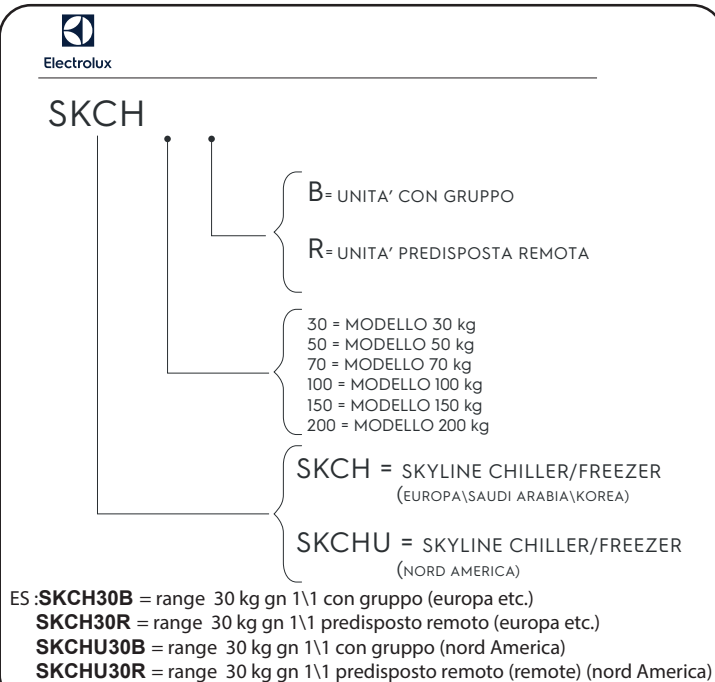 Electrolux
SKCH
B= UNITA' CON GRUPPO
R= UNITA' PREDISPOSTA REMOTA
30 = MODELLO 30 kg
50 = MODELLO 50 kg
70 = MODELLO 70 kg
100 = MODELLO 100 kg
150 = MODELLO 150 kg
200 = MODELLO 200 kg
SKCH = SKYLINE CHILLER/FREEZER
(EUROPA\SAUDI ARABIA\KOREA)
SKCHU = SKYLINE CHILLER/FREEZER
(NORD AMERICA)
ES :SKCH30B = range 30 kg gn 1\1 con gruppo (europa etc.)
SKCH30R = range 30 kg gn 1\1 predisposto remoto (europa etc.)
SKCHU30B = range 30 kg gn 1\1 con gruppo (nord America)
SKCHU30R = range 30 kg gn 1\1 predisposto remoto (remote) (nord America)